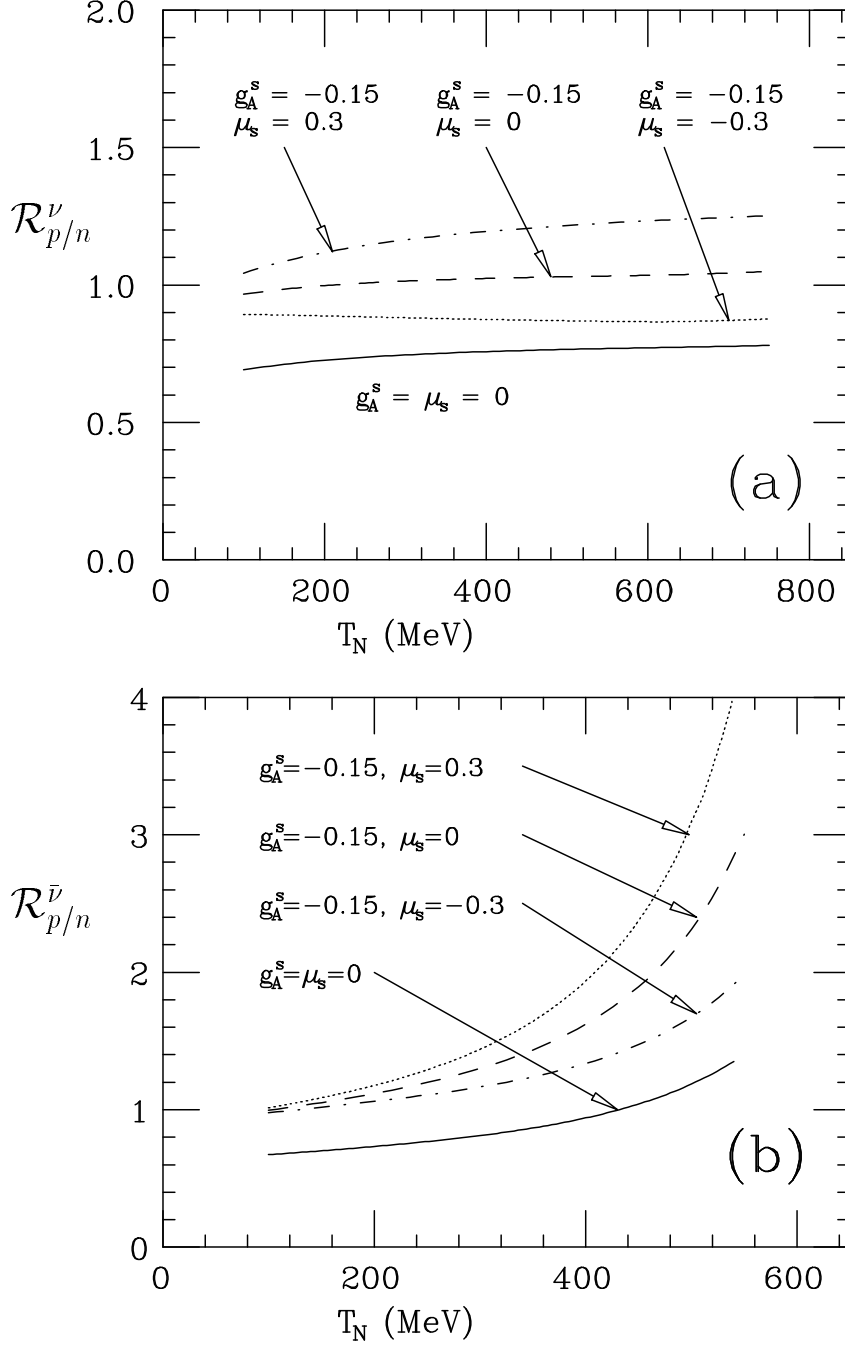 2.0
g_A^s = −0.15 g_A^s = −0.15 g_A^s = −0.15
μ_s = 0.3 μ_s = 0 μ_s = −0.3
1.5
ℛ_{p/n}^ν
1.0
g_A^s = μ_s = 0
0.5
(a)
0.0
0 200 400 600 800
T_N (MeV)
4
g_A^s=−0.15, μ_s=0.3
3
g_A^s=−0.15, μ_s=0
ℛ_{p/n}^{ν̄}
g_A^s=−0.15, μ_s=−0.3
2
g_A^s=μ_s=0
1
(b)
0
0 200 400 600
T_N (MeV)